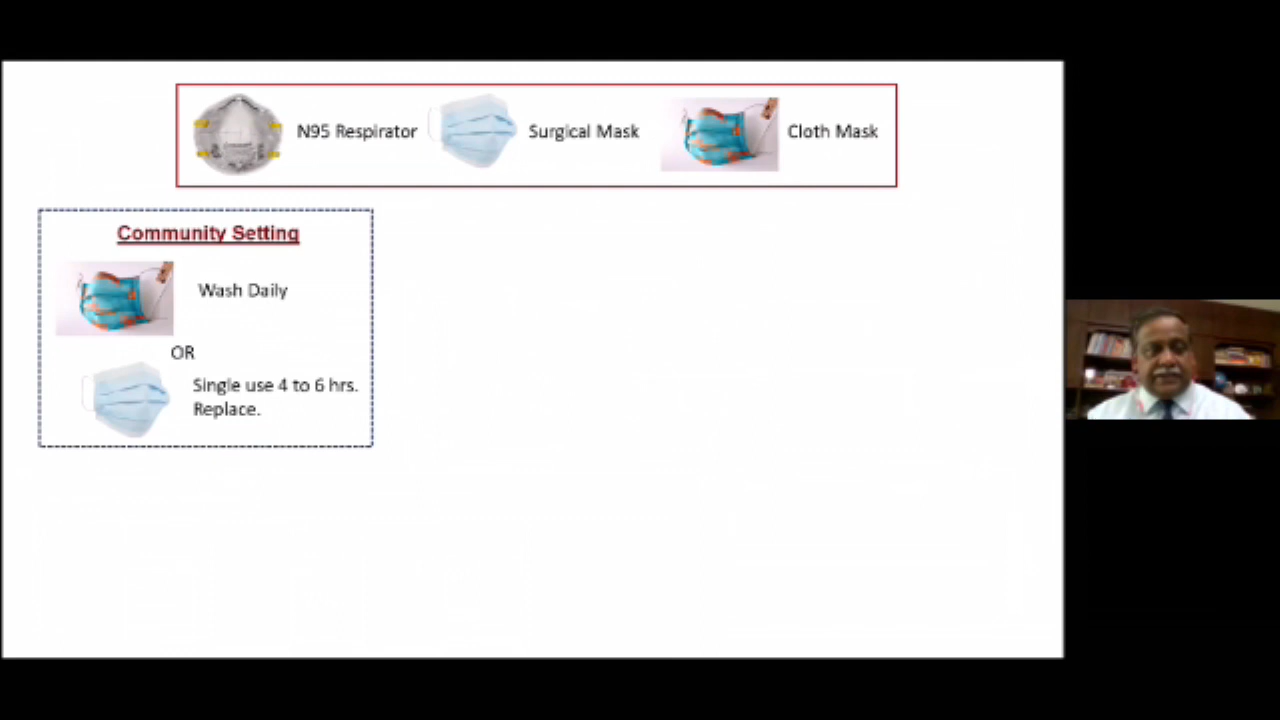 N95 Respirator
Surgical Mask
Cloth Mask
Community Setting
Wash Daily
OR
Single use 4 to 6 hrs.
Replace.